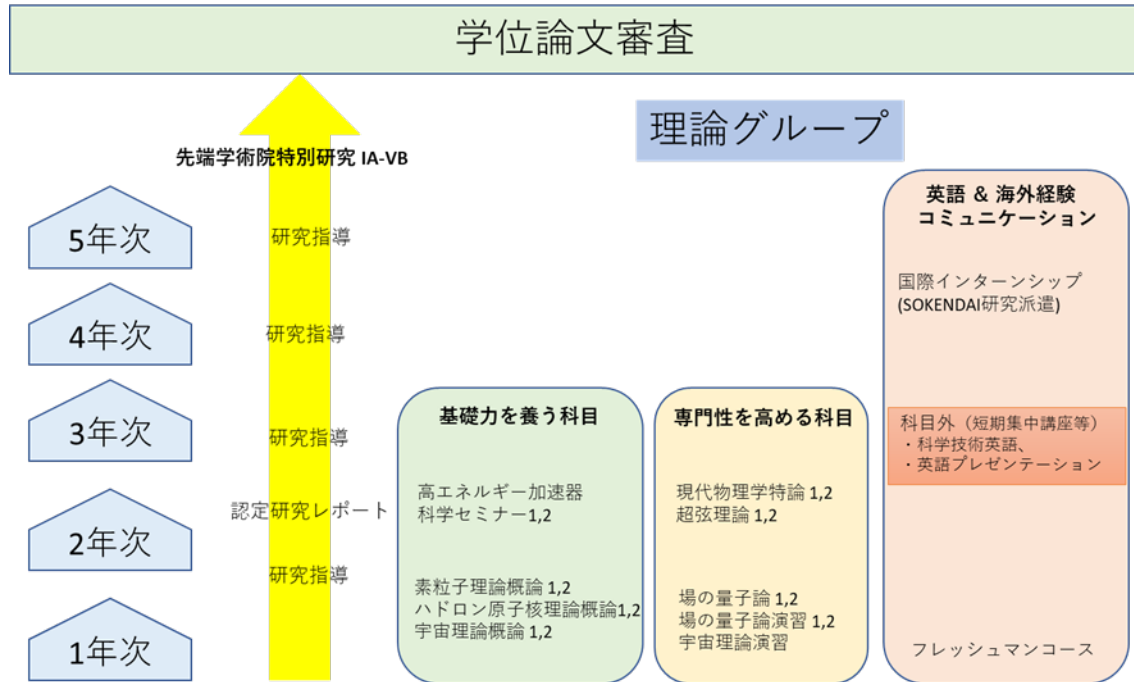 学位論文審査
理論グループ
先端学術院特別研究 IA-VB
5年次
4年次
3年次
2年次
1年次
研究指導
研究指導
研究指導
認定研究レポート
研究指導
基礎力を養う科目
高エネルギー加速器
科学セミナー1,2
素粒子理論概論 1,2
ハドロン原子核理論概論1,2
宇宙理論概論 1,2
専門性を高める科目
現代物理学特論 1,2
超弦理論 1,2
場の量子論 1,2
場の量子論演習 1,2
宇宙理論演習
英語 & 海外経験
コミュニケーション
国際インターンシップ
(SOKENDAI研究派遣)
科目外（短期集中講座等）
・科学技術英語、
・英語プレゼンテーション
フレッシュマンコース